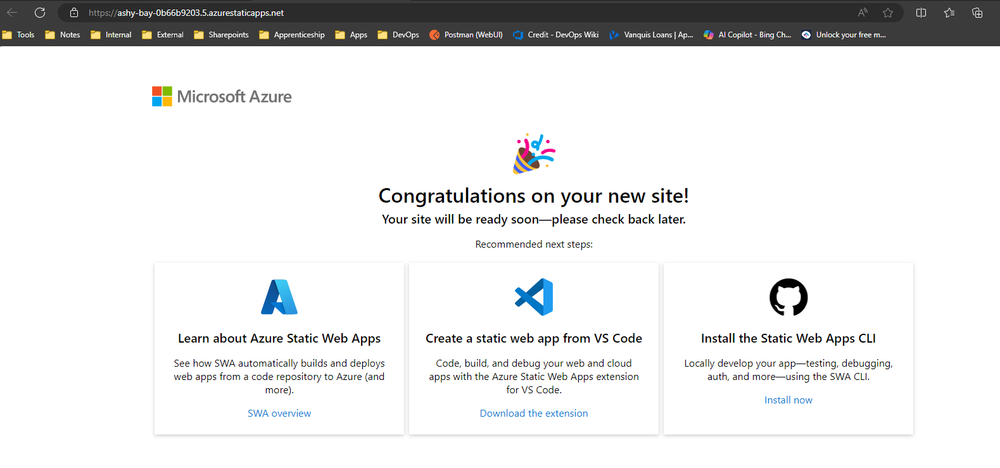 https://ashy-bay-0b66b9203.5.azurestaticapps.net
Tools Notes Internal External Sharepoints Apprenticeship Apps DevOps Postman (WebUI) Credit - DevOps Wiki Vanquis Loans | Ap... AI Copilot - Bing Ch... Unlock your free m...
Microsoft Azure
Congratulations on your new site!
Your site will be ready soon—please check back later.
Recommended next steps:
Learn about Azure Static Web Apps
See how SWA automatically builds and deploys
web apps from a code repository to Azure (and
more).
SWA overview
Create a static web app from VS Code
Code, build, and debug your web and cloud
apps with the Azure Static Web Apps extension
for VS Code.
Download the extension
Install the Static Web Apps CLI
Locally develop your app—testing, debugging,
auth, and more—using the SWA CLI.
Install now